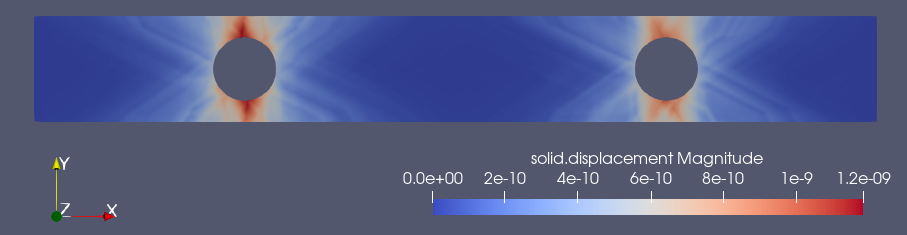 solid.displacement Magnitude
0.0e+00 2e-10 4e-10 6e-10 8e-10 1e-9 1.2e-09
Y
Z X